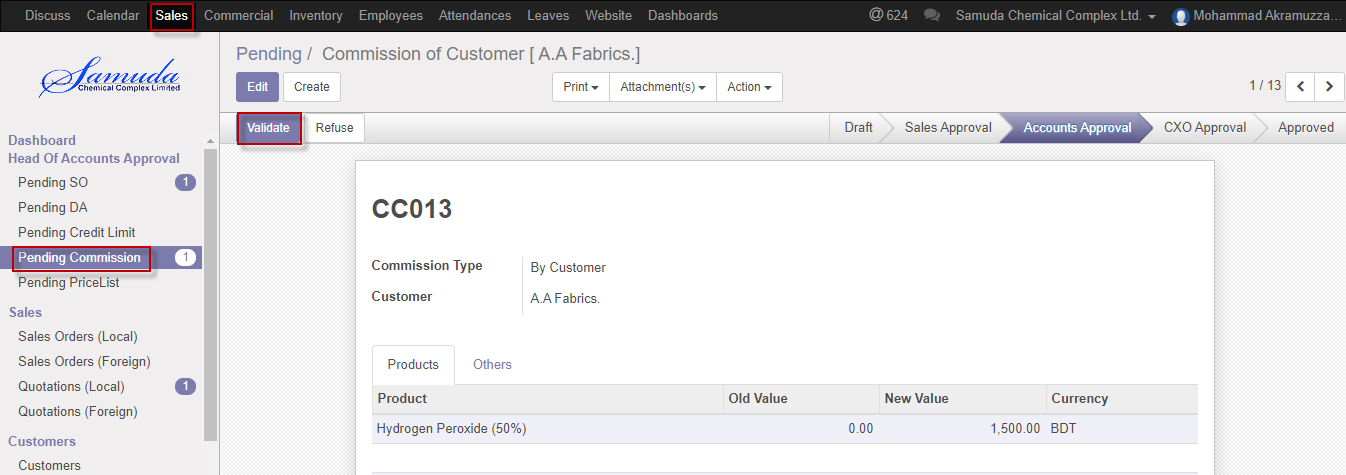 Discuss Calendar Sales Commercial Inventory Employees Attendances Leaves Website Dashboards @ 624 Samuda Chemical Complex Ltd. Mohammad Akramuzza...
Samuda
Chemical Complex Limited
Pending / Commission of Customer [ A.A Fabrics.]
Edit Create Print Attachment(s) Action 1 / 13
Validate Refuse Draft Sales Approval Accounts Approval CXO Approval Approved
Dashboard
Head Of Accounts Approval
Pending SO 1
Pending DA
Pending Credit Limit
Pending Commission 1
Pending PriceList
Sales
Sales Orders (Local)
Sales Orders (Foreign)
Quotations (Local) 1
Quotations (Foreign)
Customers
Customers
CC013
Commission Type By Customer
Customer A.A Fabrics.
Products Others
Product Old Value New Value Currency
Hydrogen Peroxide (50%) 0.00 1,500.00 BDT